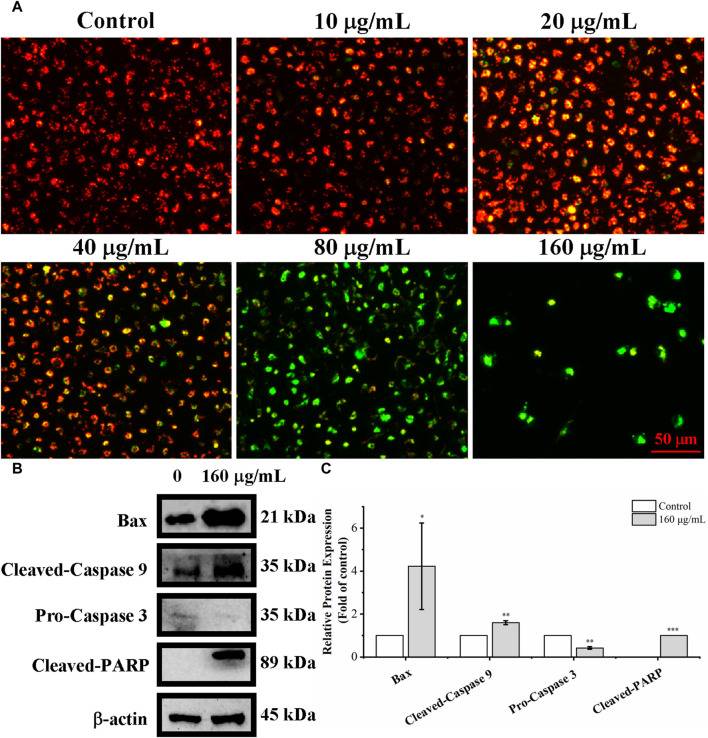 A
Control
10 μg/mL
20 μg/mL
40 μg/mL
80 μg/mL
160 μg/mL
50 μm
B
0 160 μg/mL
Bax
21 kDa
Cleaved-Caspase 9
35 kDa
Pro-Caspase 3
35 kDa
Cleaved-PARP
89 kDa
β-actin
45 kDa
C
Control
160 μg/mL
Relative Protein Expression
(Fold of control)
6
4
2
1
0
*
**
**
***
Bax
Cleaved-Caspase 9
Pro-Caspase 3
Cleaved-PARP